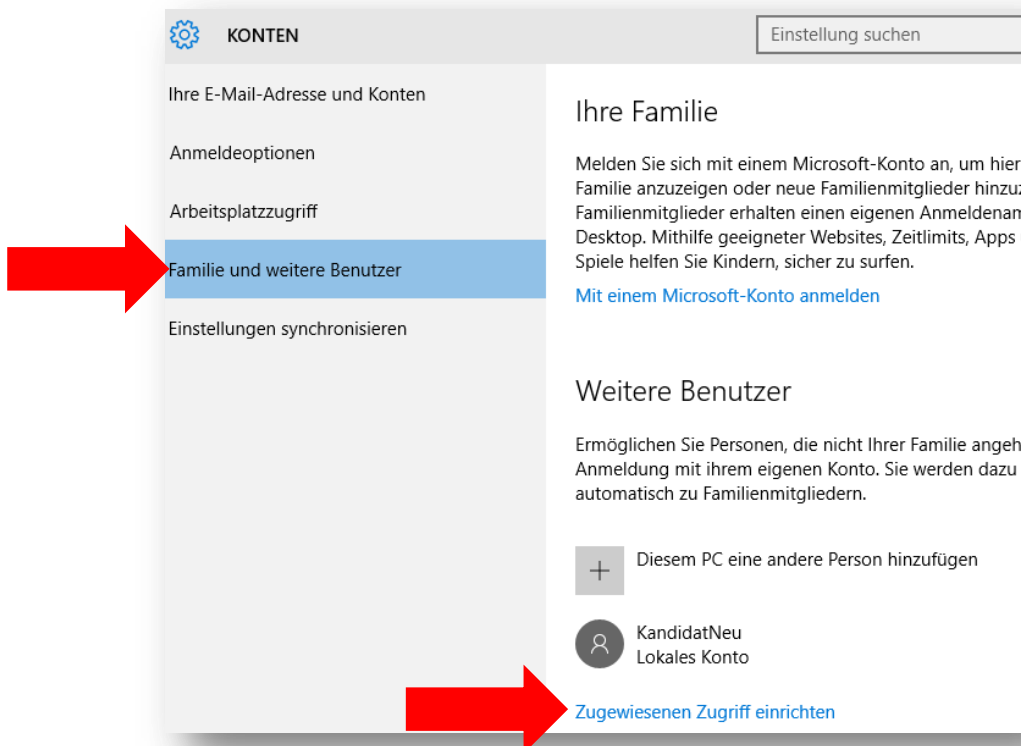 KONTEN
Einstellung suchen
Ihre E-Mail-Adresse und Konten
Anmeldeoptionen
Arbeitsplatzzugriff
Familie und weitere Benutzer
Einstellungen synchronisieren
Ihre Familie
Melden Sie sich mit einem Microsoft-Konto an, um hier
Familie anzuzeigen oder neue Familienmitglieder hinzuz
Familienmitglieder erhalten einen eigenen Anmeldenam
Desktop. Mithilfe geeigneter Websites, Zeitlimits, Apps
Spiele helfen Sie Kindern, sicher zu surfen.
Mit einem Microsoft-Konto anmelden
Weitere Benutzer
Ermöglichen Sie Personen, die nicht Ihrer Familie angeh
Anmeldung mit ihrem eigenen Konto. Sie werden dazu
automatisch zu Familienmitgliedern.
Diesem PC eine andere Person hinzufügen
KandidatNeu
Lokales Konto
Zugewiesenen Zugriff einrichten